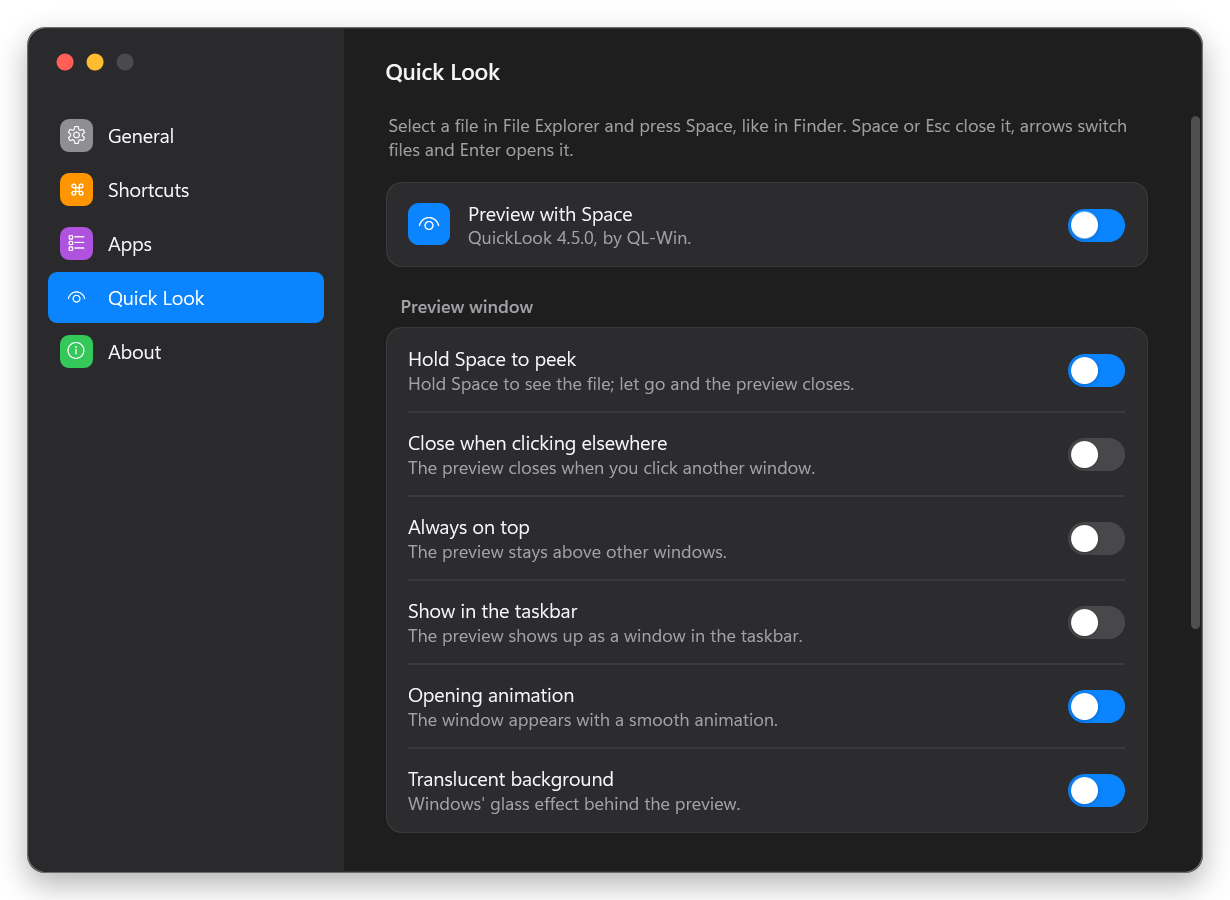 Quick Look
General
Shortcuts
Apps
Quick Look
About
Select a file in File Explorer and press Space, like in Finder. Space or Esc close it, arrows switch
files and Enter opens it.
Preview with Space
QuickLook 4.5.0, by QL-Win.
Preview window
Hold Space to peek
Hold Space to see the file; let go and the preview closes.
Close when clicking elsewhere
The preview closes when you click another window.
Always on top
The preview stays above other windows.
Show in the taskbar
The preview shows up as a window in the taskbar.
Opening animation
The window appears with a smooth animation.
Translucent background
Windows' glass effect behind the preview.